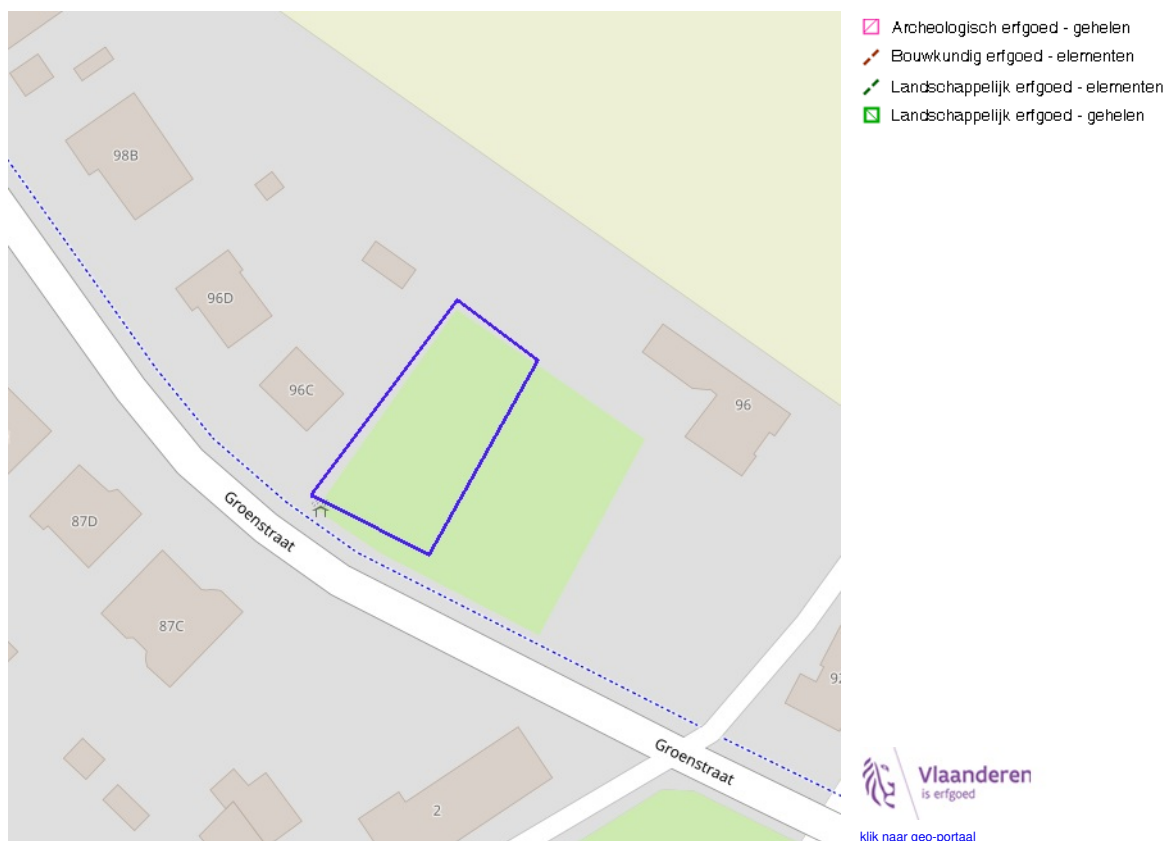 Archeologisch erfgoed - gehelen
Bouwkundig erfgoed - elementen
Landschappelijk erfgoed - elementen
Landschappelijk erfgoed - gehelen
98B
96D
96C
96
87D
Groenstraat
87C
92
Groenstraat
2
Vlaanderen
is erfgoed
klik naar geo-portaal